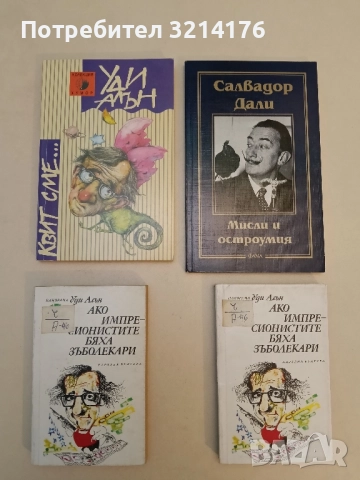 Потребител 3214176
УДИ
АЛЪН
КВИТ СМЕ...
САЛВАДОР
ДАЛИ
МИСЛИ И
ОСТРОУМИЯ
Уди Алън
АКО
ИМПРЕ-
СИОНИСТИТЕ
БЯХА
ЗЪБОЛЕКАРИ
Уди Алън
АКО
ИМПРЕ-
СИОНИСТИТЕ
БЯХА
ЗЪБОЛЕКАРИ
BAZAR